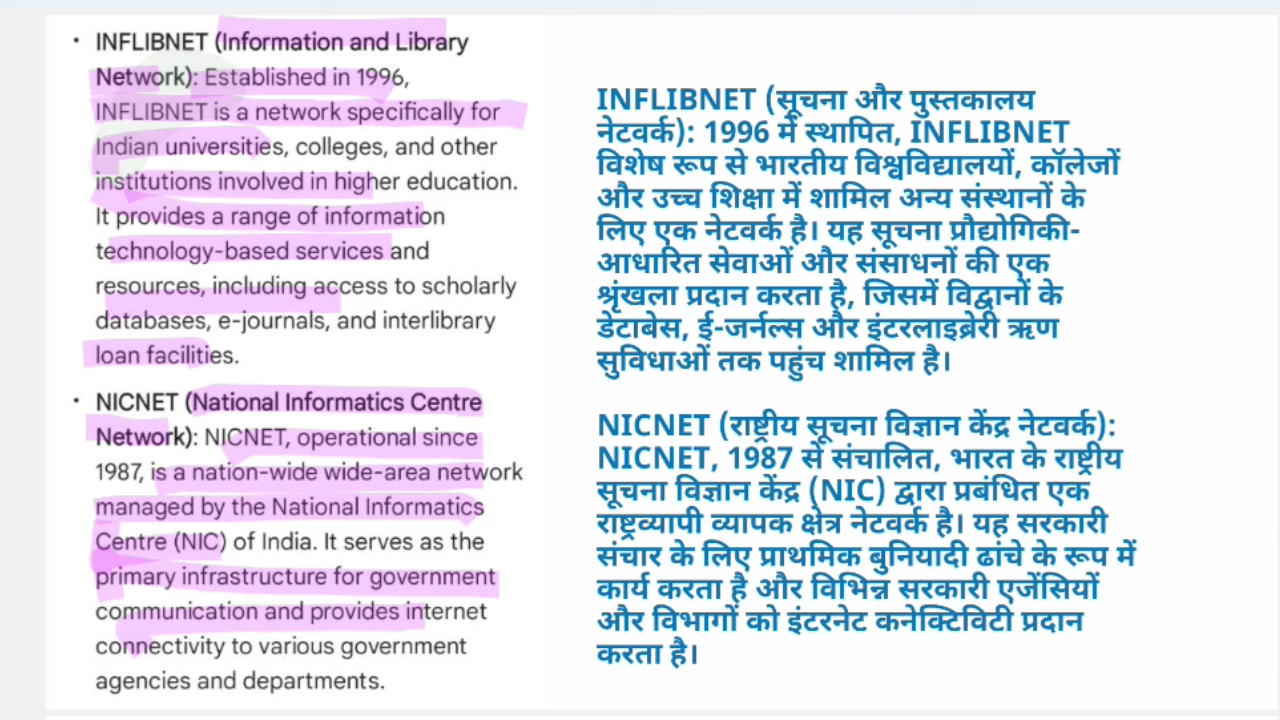 • INFLIBNET (Information and Library
Network): Established in 1996,
INFLIBNET is a network specifically for
Indian universities, colleges, and other
institutions involved in higher education.
It provides a range of information
technology-based services and
resources, including access to scholarly
databases, e-journals, and interlibrary
loan facilities.
• NICNET (National Informatics Centre
Network): NICNET, operational since
1987, is a nation-wide wide-area network
managed by the National Informatics
Centre (NIC) of India. It serves as the
primary infrastructure for government
communication and provides internet
connectivity to various government
agencies and departments.
INFLIBNET (सूचना और पुस्तकालय
नेटवर्क): 1996 में स्थापित, INFLIBNET
विशेष रूप से भारतीय विश्वविद्यालयों, कॉलेजों
और उच्च शिक्षा में शामिल अन्य संस्थानों के
लिए एक नेटवर्क है। यह सूचना प्रौद्योगिकी-
आधारित सेवाओं और संसाधनों की एक
श्रृंखला प्रदान करता है, जिसमें विद्वानों के
डेटाबेस, ई-जर्नल्स और इंटरलाइब्रेरी ऋण
सुविधाओं तक पहुंच शामिल है।
NICNET (राष्ट्रीय सूचना विज्ञान केंद्र नेटवर्क):
NICNET, 1987 से संचालित, भारत के राष्ट्रीय
सूचना विज्ञान केंद्र (NIC) द्वारा प्रबंधित एक
राष्ट्रव्यापी व्यापक क्षेत्र नेटवर्क है। यह सरकारी
संचार के लिए प्राथमिक बुनियादी ढांचे के रूप में
कार्य करता है और विभिन्न सरकारी एजेंसियों
और विभागों को इंटरनेट कनेक्टिविटी प्रदान
करता है।